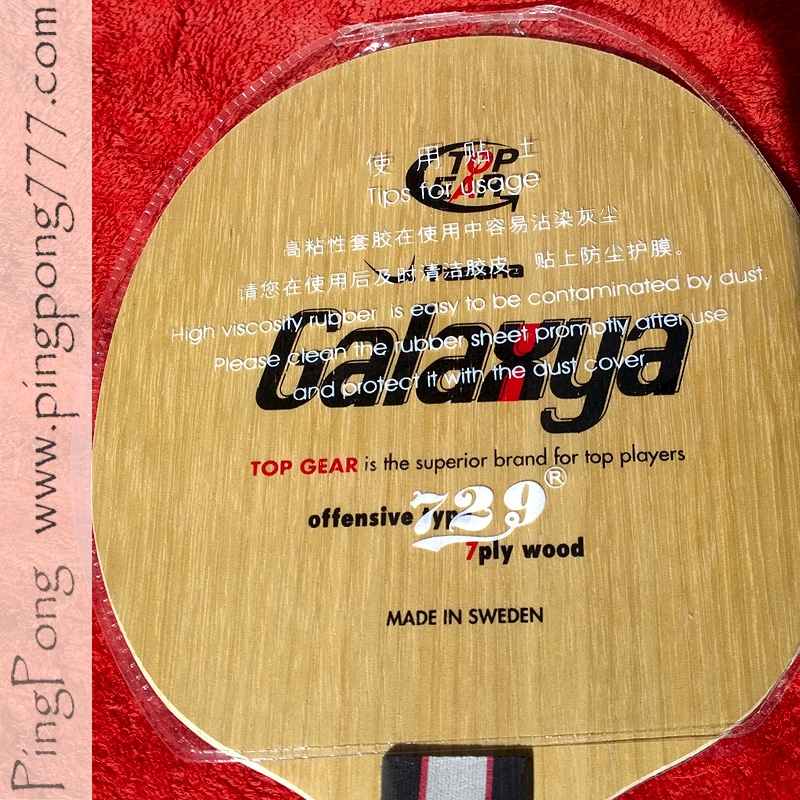 PingPong www.pingpong777.com
TOP
GEAR
使用贴士
Tips for usage
高粘性套胶在使用中容易沾染灰尘
请您在使用后及时清洁胶皮，贴上防尘护膜。
High viscosity rubber is easy to be contaminated by dust.
Please clean the rubber sheet promptly after use
and protect it with the dust cover
Galaxya
TOP GEAR is the superior brand for top players
offensive type
729®
7ply wood
MADE IN SWEDEN